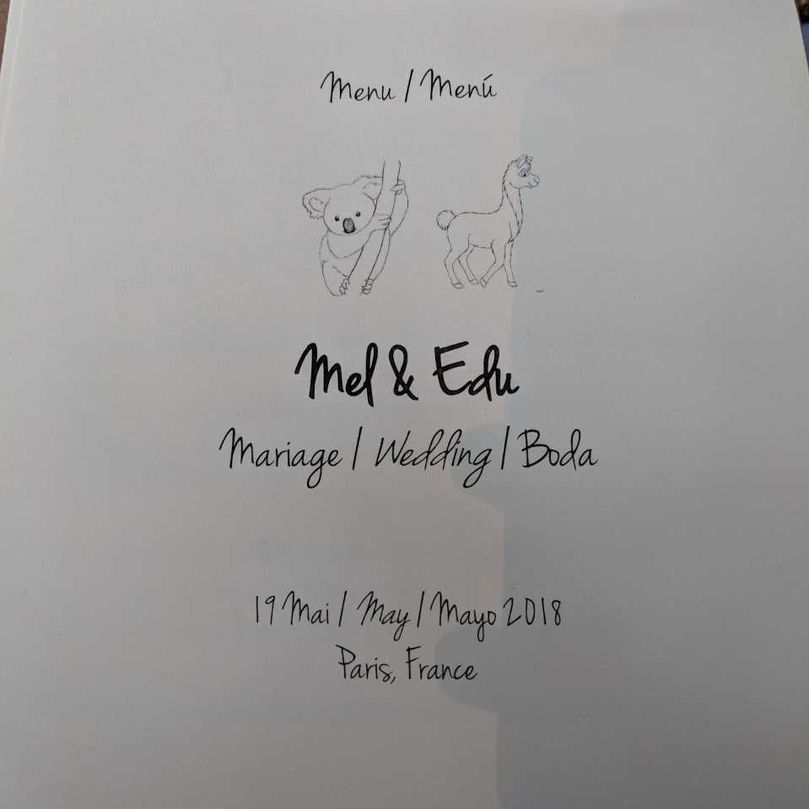 Menu / Menú
Mel & Edu
Mariage / Wedding / Boda
19 Mai / May / Mayo 2018
Paris, France